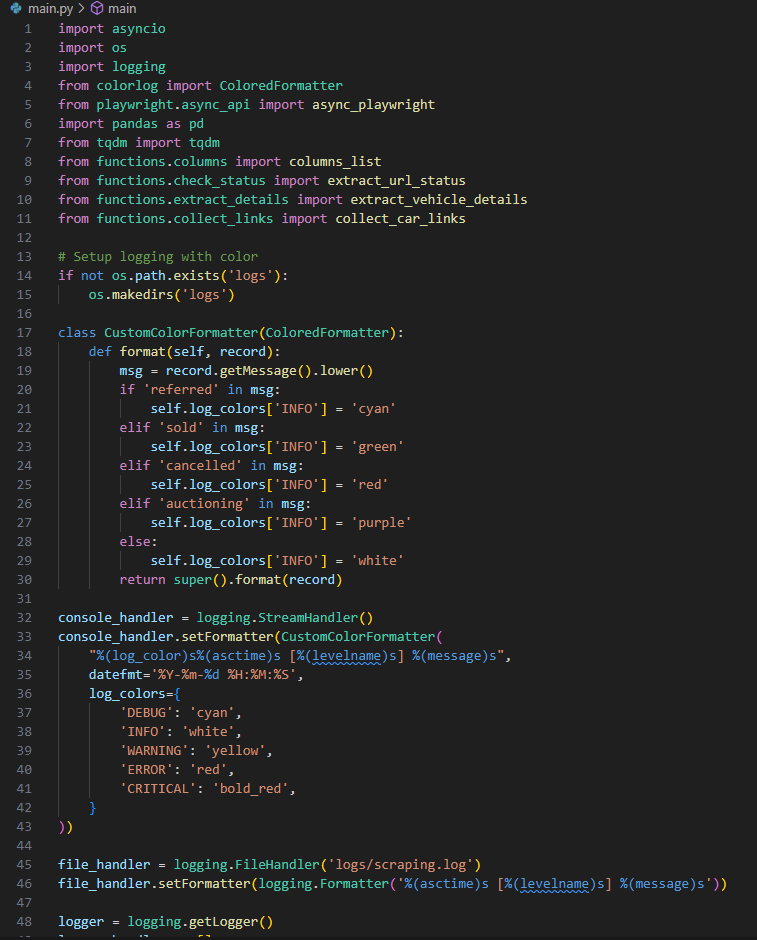 main.py > main
1 import asyncio
2 import os
3 import logging
4 from colorlog import ColoredFormatter
5 from playwright.async_api import async_playwright
6 import pandas as pd
7 from tqdm import tqdm
8 from functions.columns import columns_list
9 from functions.check_status import extract_url_status
10 from functions.extract_details import extract_vehicle_details
11 from functions.collect_links import collect_car_links
12
13 # Setup logging with color
14 if not os.path.exists('logs'):
15     os.makedirs('logs')
16
17 class CustomColorFormatter(ColoredFormatter):
18     def format(self, record):
19         msg = record.getMessage().lower()
20         if 'referred' in msg:
21             self.log_colors['INFO'] = 'cyan'
22         elif 'sold' in msg:
23             self.log_colors['INFO'] = 'green'
24         elif 'cancelled' in msg:
25             self.log_colors['INFO'] = 'red'
26         elif 'auctioning' in msg:
27             self.log_colors['INFO'] = 'purple'
28         else:
29             self.log_colors['INFO'] = 'white'
30         return super().format(record)
31
32 console_handler = logging.StreamHandler()
33 console_handler.setFormatter(CustomColorFormatter(
34     "%(log_color)s%(asctime)s [%(levelname)s] %(message)s",
35     datefmt='%Y-%m-%d %H:%M:%S',
36     log_colors={
37         'DEBUG': 'cyan',
38         'INFO': 'white',
39         'WARNING': 'yellow',
40         'ERROR': 'red',
41         'CRITICAL': 'bold_red',
42     }
43 ))
44
45 file_handler = logging.FileHandler('logs/scraping.log')
46 file_handler.setFormatter(logging.Formatter('%(asctime)s [%(levelname)s] %(message)s'))
47
48 logger = logging.getLogger()